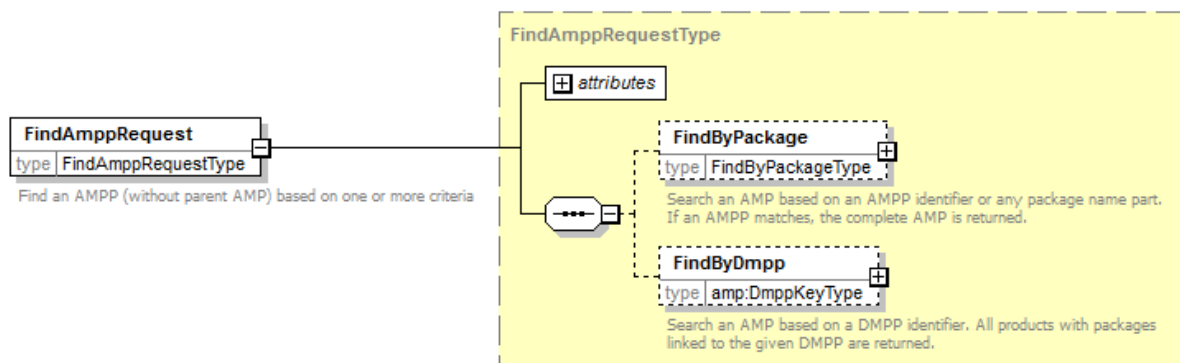 FindAmppRequestType
attributes
FindAmppRequest
type FindAmppRequestType
Find an AMPP (without parent AMP) based on one or more criteria
FindByPackage
type FindByPackageType
Search an AMP based on an AMPP identifier or any package name part.
If an AMPP matches, the complete AMP is returned.
FindByDmpp
type amp:DmppKeyType
Search an AMP based on a DMPP identifier. All products with packages
linked to the given DMPP are returned.